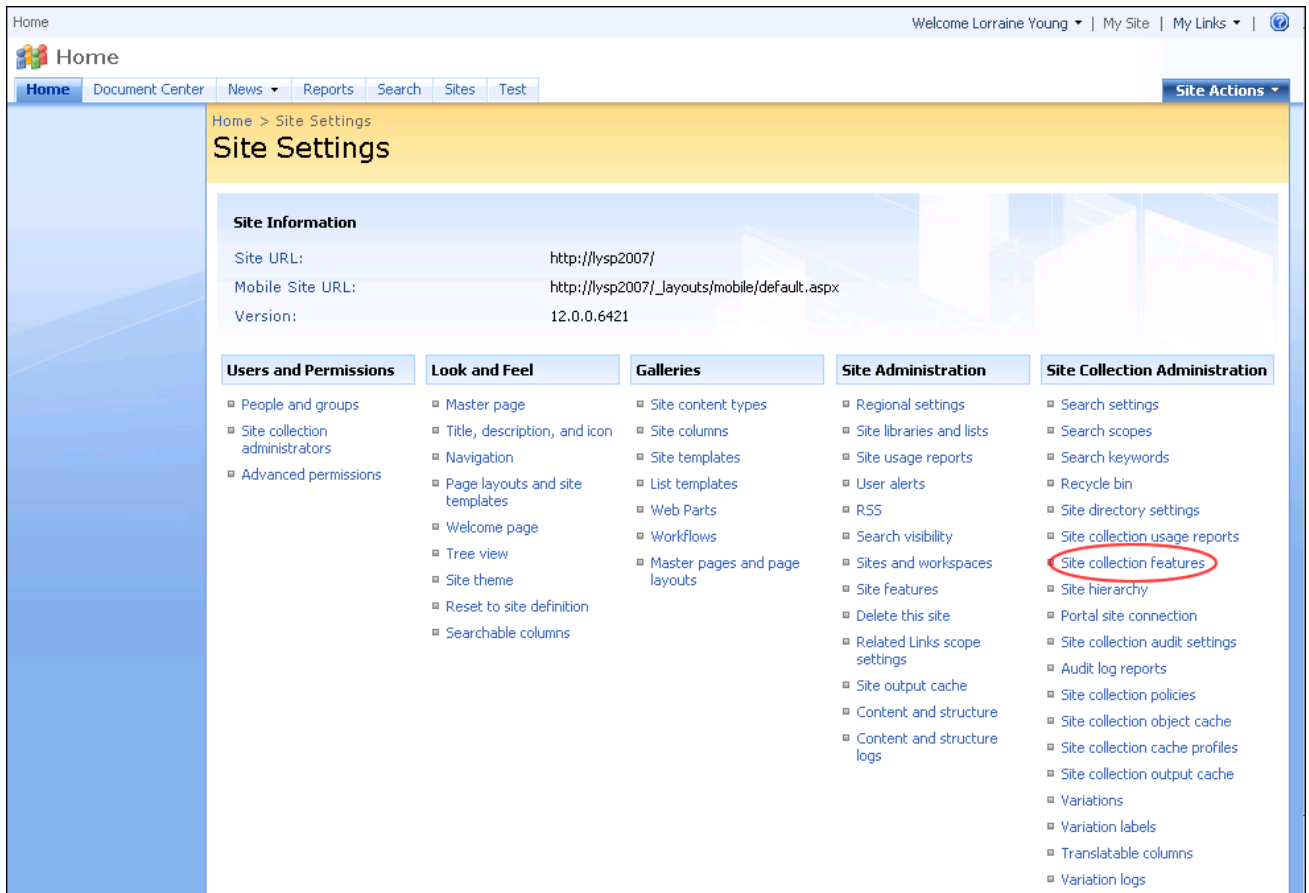 Home
Welcome Lorraine Young | My Site | My Links |
Home
Home Document Center News Reports Search Sites Test
Site Actions
Home > Site Settings
Site Settings
Site Information
Site URL: http://lysp2007/
Mobile Site URL: http://lysp2007/_layouts/mobile/default.aspx
Version: 12.0.0.6421
Users and Permissions
People and groups
Site collection
administrators
Advanced permissions
Look and Feel
Master page
Title, description, and icon
Navigation
Page layouts and site
templates
Welcome page
Tree view
Site theme
Reset to site definition
Searchable columns
Galleries
Site content types
Site columns
Site templates
List templates
Web Parts
Workflows
Master pages and page
layouts
Site Administration
Regional settings
Site libraries and lists
Site usage reports
User alerts
RSS
Search visibility
Sites and workspaces
Site features
Delete this site
Related Links scope
settings
Site output cache
Content and structure
Content and structure
logs
Site Collection Administration
Search settings
Search scopes
Search keywords
Recycle bin
Site directory settings
Site collection usage reports
Site collection features
Site hierarchy
Portal site connection
Site collection audit settings
Audit log reports
Site collection policies
Site collection object cache
Site collection cache profiles
Site collection output cache
Variations
Variation labels
Translatable columns
Variation logs